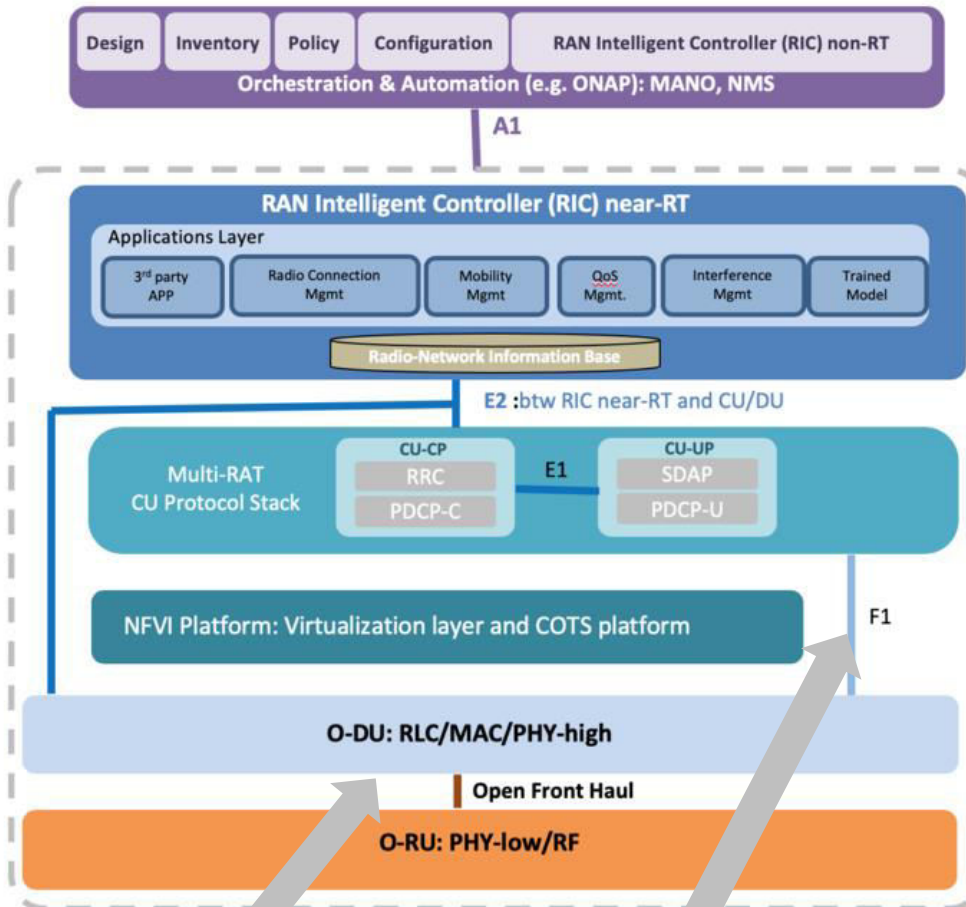 Design Inventory Policy Configuration RAN Intelligent Controller (RIC) non-RT
Orchestration & Automation (e.g. ONAP): MANO, NMS
A1
RAN Intelligent Controller (RIC) near-RT
Applications Layer
3rd party
APP
Radio Connection
Mgmt
Mobility
Mgmt
QoS
Mgmt.
Interference
Mgmt
Trained
Model
Radio-Network Information Base
E2 :btw RIC near-RT and CU/DU
Multi-RAT
CU Protocol Stack
CU-CP
RRC
PDCP-C
E1
CU-UP
SDAP
PDCP-U
NFVI Platform: Virtualization layer and COTS platform
F1
O-DU: RLC/MAC/PHY-high
Open Front Haul
O-RU: PHY-low/RF